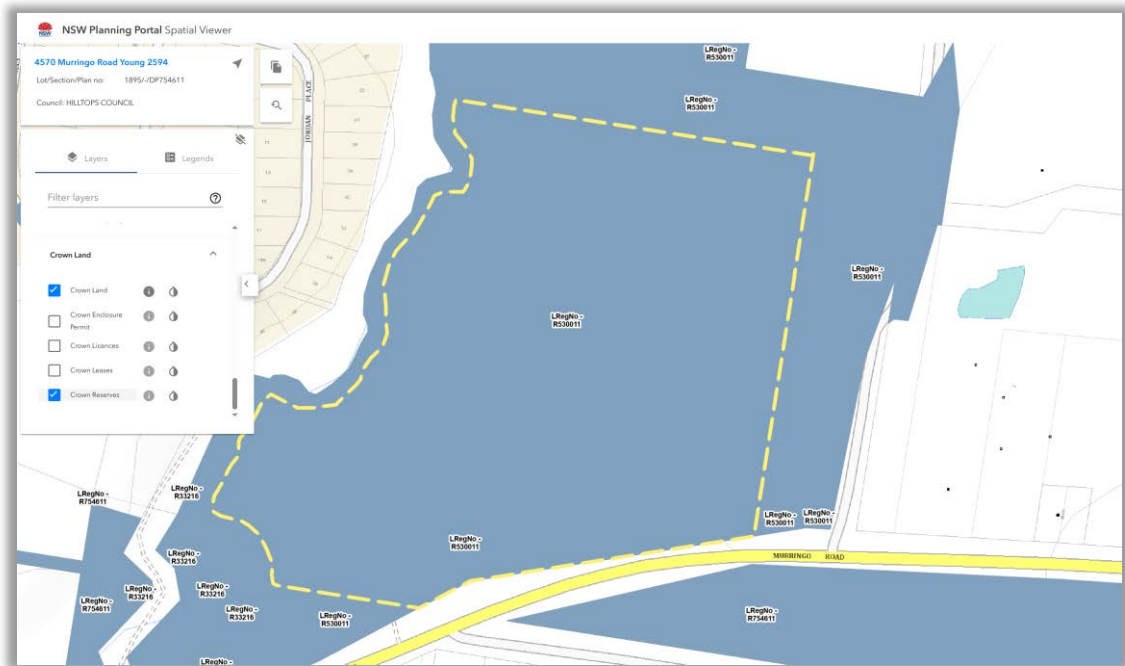 NSW
NSW Planning Portal Spatial Viewer
4570 Murringo Road Young 2594
Lot/Section/Plan no: 1895/-/DP754611
Council: HILLTOPS COUNCIL
Layers
Legends
Filter layers
Crown Land
Crown Land
Crown Enclosure
Permit
Crown Licences
Crown Leases
Crown Reserves
JORDAN PLACE
LRegNo -
R530011
LRegNo -
R530011
LRegNo -
R530011
LRegNo -
R530011
LRegNo -
R754611
LRegNo -
R33216
LRegNo -
R530011
LRegNo -
R530011
LRegNo -
R530011
MURRINGO ROAD
LRegNo -
R33216
LRegNo -
R754611
LRegNo -
R33216
LRegNo -
R33216
LRegNo -
R33216
LRegNo -
R530011
LRegNo -
R754611
LRegNo -